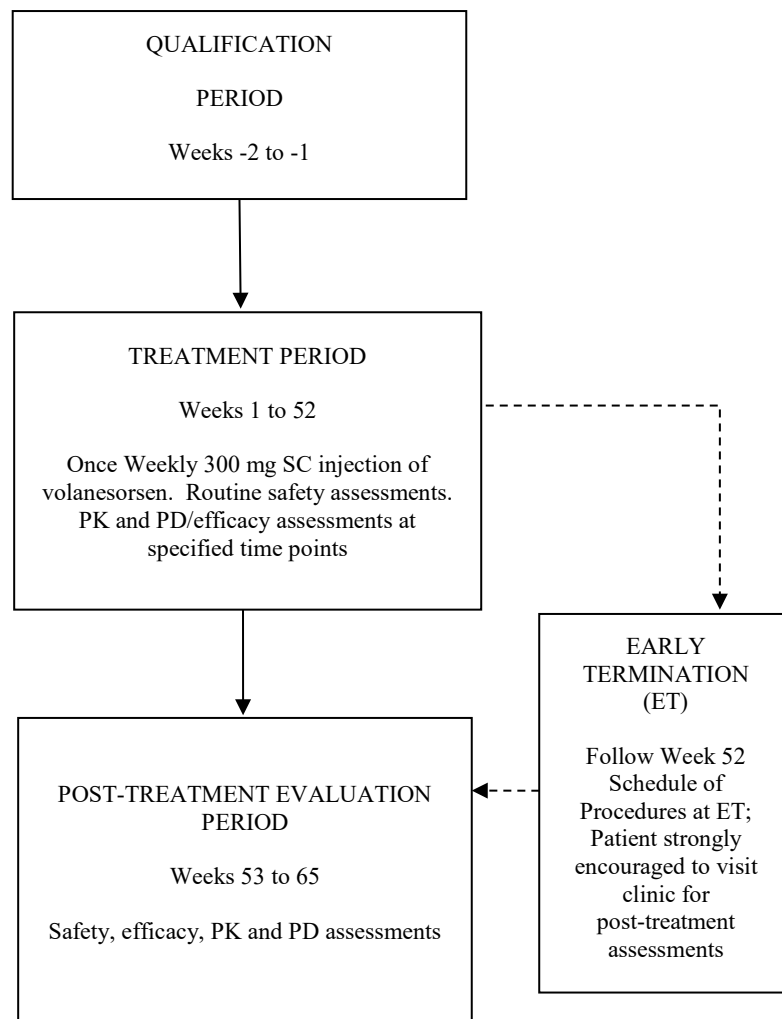 QUALIFICATION
PERIOD
Weeks -2 to -1
TREATMENT PERIOD
Weeks 1 to 52
Once Weekly 300 mg SC injection of
volanesorsen.  Routine safety assessments.
PK and PD/efficacy assessments at
specified time points
EARLY
TERMINATION
(ET)
Follow Week 52
Schedule of
Procedures at ET;
Patient strongly
encouraged to visit
clinic for
post-treatment
assessments
POST-TREATMENT EVALUATION
PERIOD
Weeks 53 to 65
Safety, efficacy, PK and PD assessments